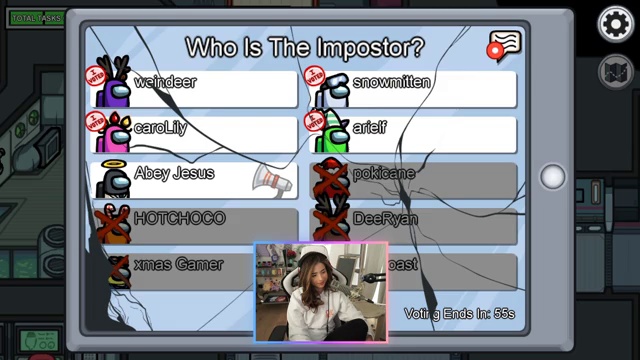 TOTAL TASKS
Who Is The Impostor?
I VOTED
weindeer
I VOTED
snowmitten
I VOTED
caroLily
I VOTED
arielf
Abey Jesus
pokicane
HOTCHOCO
DeeRyan
xmas Gamer
oast
Voting Ends In: 55s